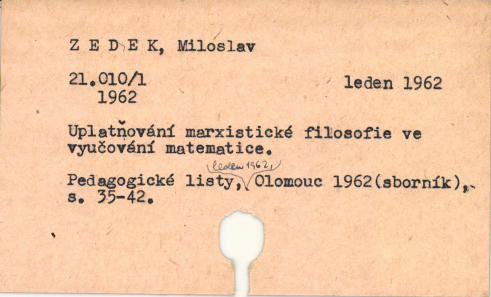 Z E D E K, Miloslav
21.010/1 leden 1962
1962
Uplatňování marxistické filosofie ve
vyučování matematice.
leden 1962,
Pedagogické listy, Olomouc 1962(sborník),
s. 35-42.